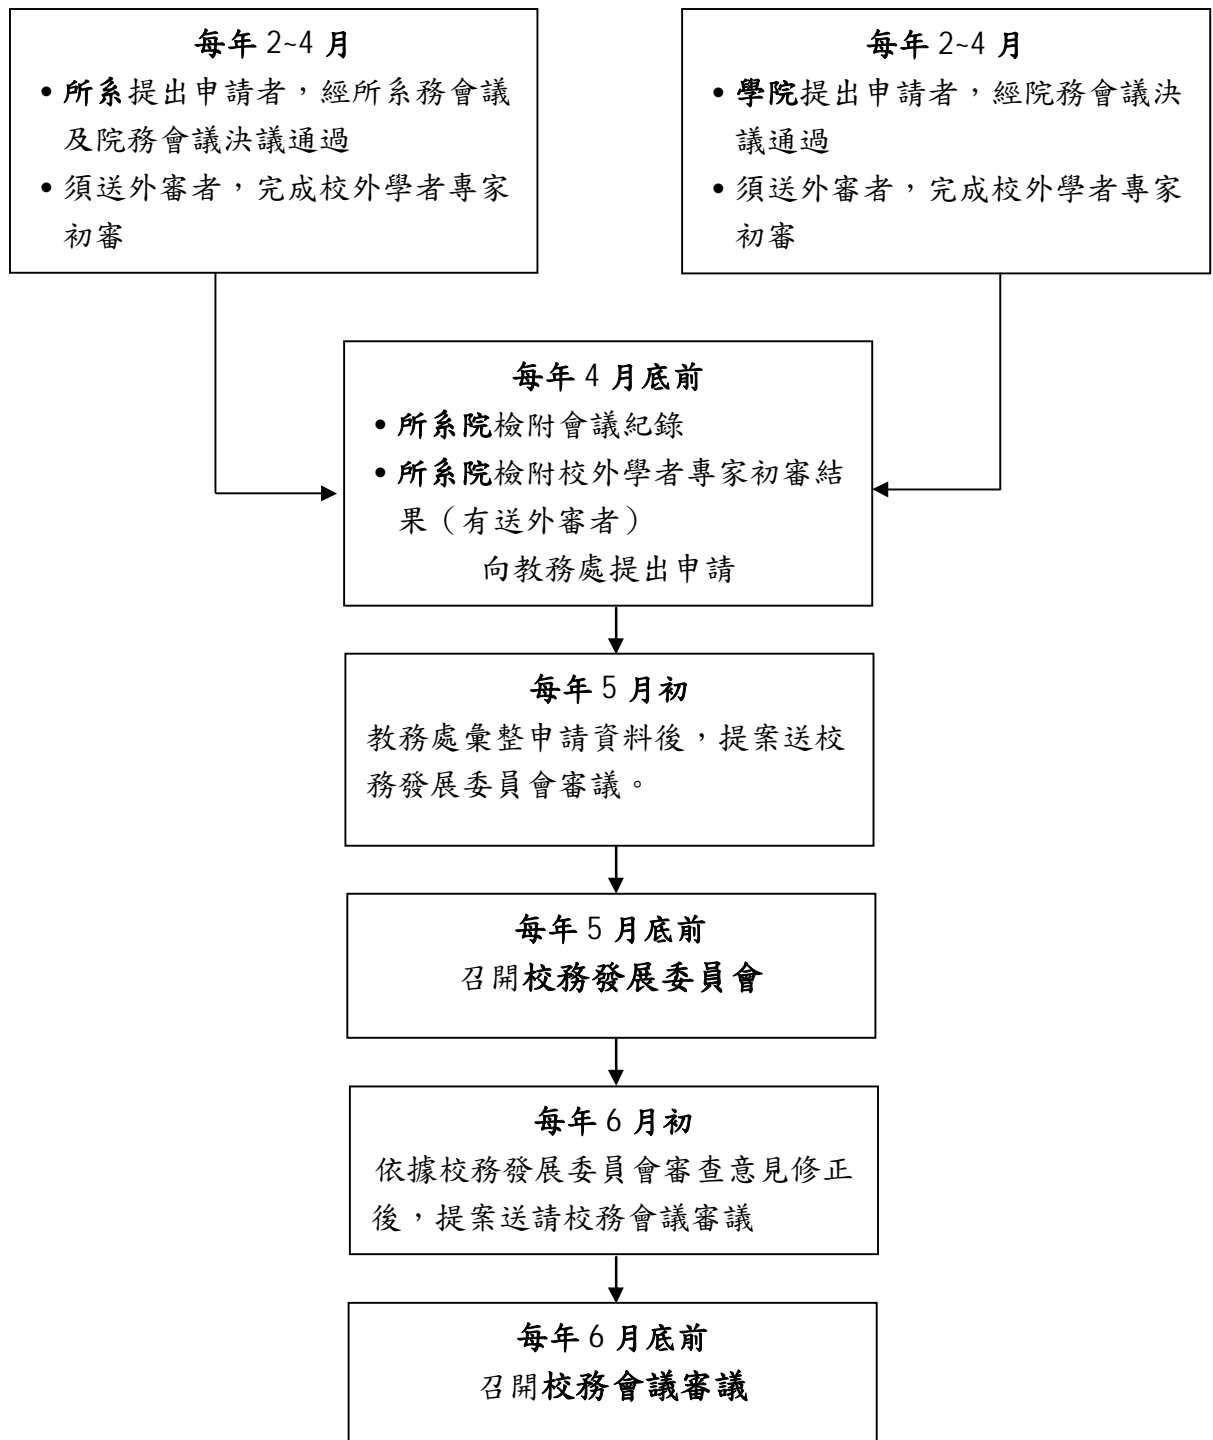 每年 2~4 月
•所系提出申請者，經所系務會議
及院務會議決議通過
•須送外審者，完成校外學者專家
初審
每年 2~4 月
•學院提出申請者，經院務會議決
議通過
•須送外審者，完成校外學者專家
初審
每年 4 月底前
•所系院檢附會議紀錄
•所系院檢附校外學者專家初審結
果（有送外審者）
向教務處提出申請
每年 5 月初
教務處彙整申請資料後，提案送校
務發展委員會審議。
每年 5 月底前
召開校務發展委員會
每年 6 月初
依據校務發展委員會審查意見修正
後，提案送請校務會議審議
每年 6 月底前
召開校務會議審議